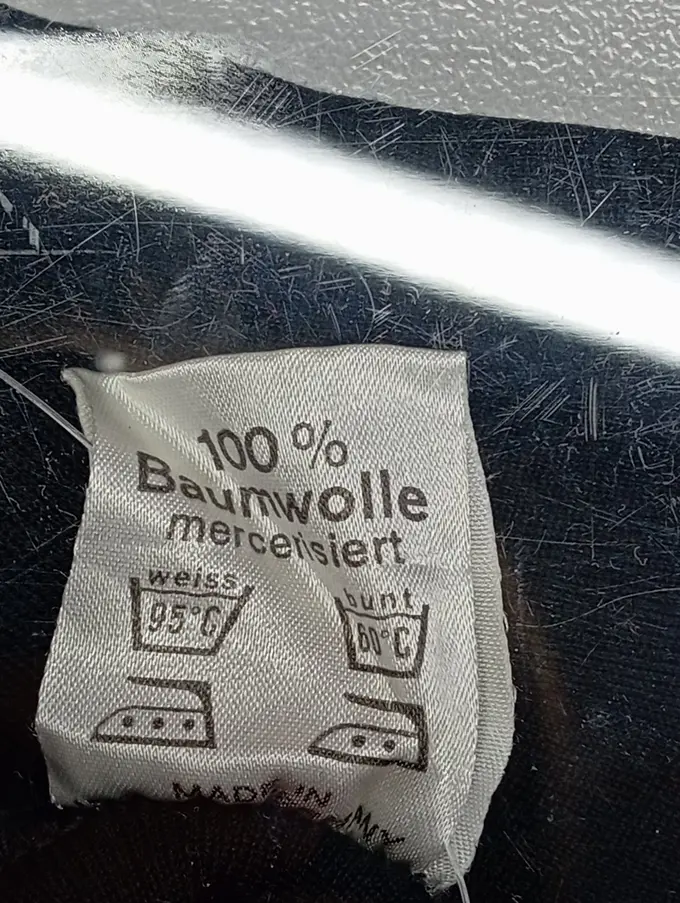 100 %
Baumwolle
mercerisiert
weiss bunt
95°C 60°C
MADE IN